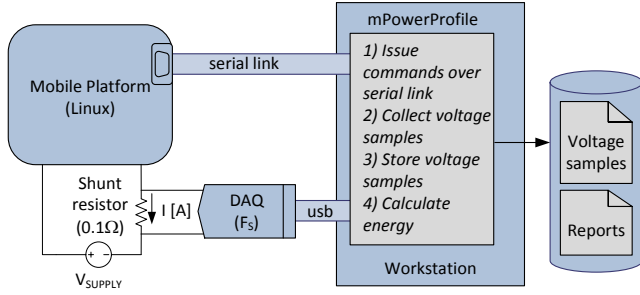 mPowerProfile
serial link
Mobile Platform
(Linux)
1) Issue
commands over
serial link
2) Collect voltage
samples
3) Store voltage
samples
4) Calculate
energy
Voltage
samples
Reports
Shunt
resistor
(0.1Ω)
I [A]
DAQ
(FS)
usb
Workstation
VSUPPLY